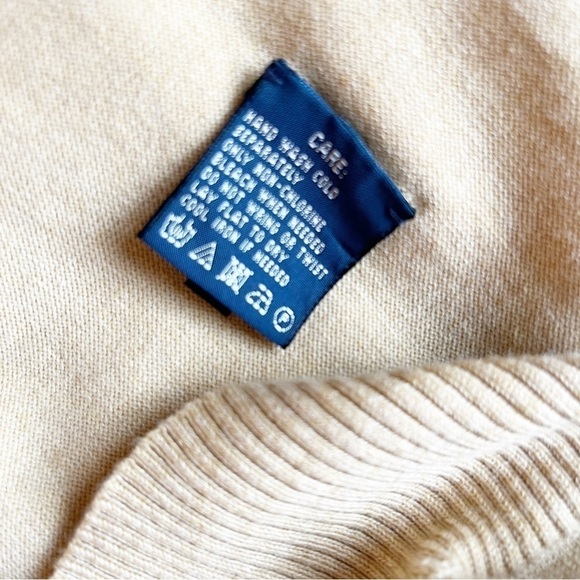 CARE:
HAND WASH COLD
SEPARATELY
ONLY NON-CHLORINE
BLEACH WHEN NEEDED
DO NOT WRING OR TWIST
LAY FLAT TO DRY
COOL IRON IF NEEDED
P